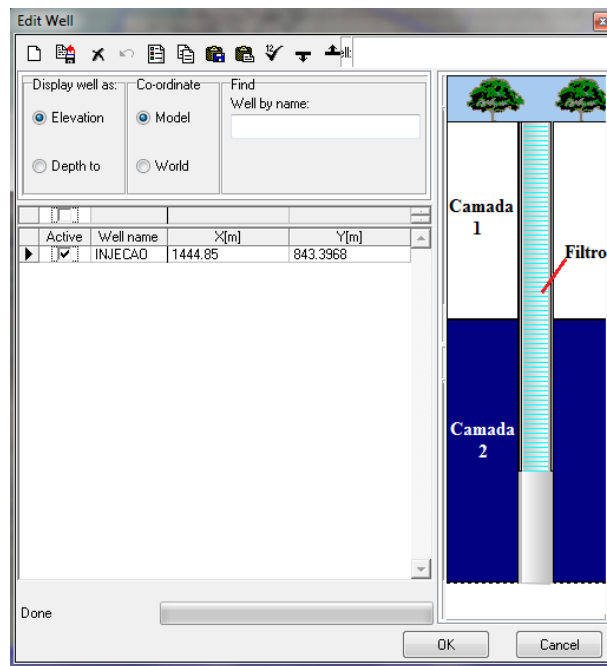 Edit Well
ell:
Display well as:
Elevation
Depth to
Co-ordinate
Model
World
Find
Well by name:
Active Well name X[m] Y[m]
INJECAO 1444.85 843.3968
Camada
1
Filtro
Camada
2
Done
OK Cancel